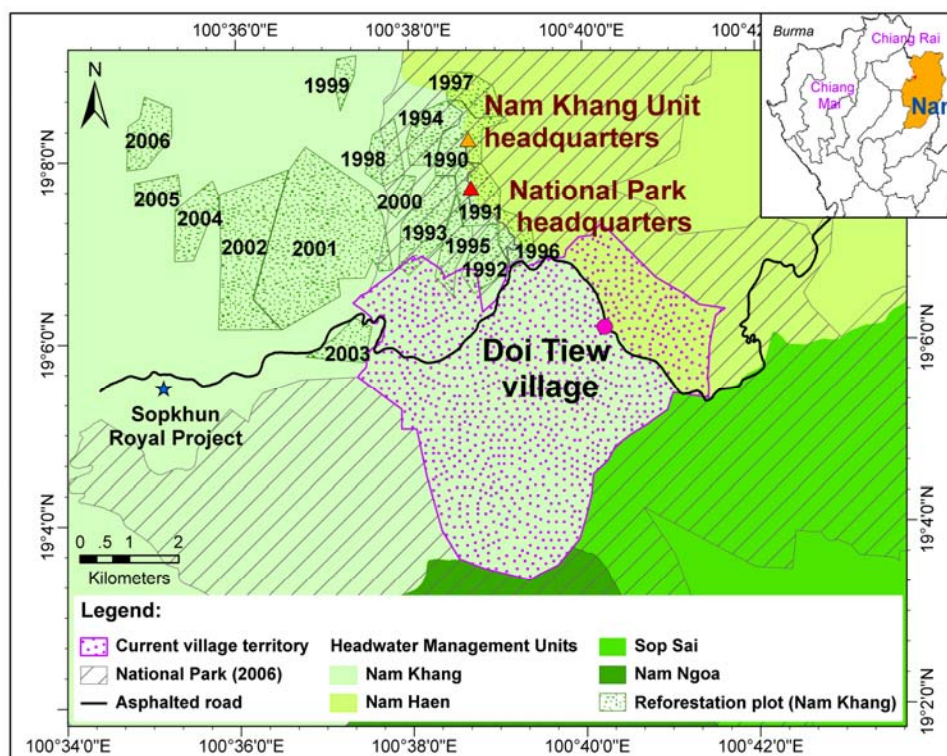 100°36'0"E
100°38'0"E
100°40'0"E
100°42'
Burma
Chiang Rai
Chiang
Mai
Nan
N
19°8'0"N
19°6'0"N
19°4'0"N
19°6'0"N
19°4'0"N
19°2'0"N
1999
1997
Nam Khang Unit
headquarters
1994
2006
1998
1990
National Park
headquarters
2005
2004
2000
1991
2002
2001
1993
1995
1996
1992
2003
Doi Tiew
village
Sopkhun
Royal Project
0 .5 1 2
Kilometers
Legend:
Current village territory
National Park (2006)
Asphalted road
Headwater Management Units
Nam Khang
Nam Haen
Sop Sai
Nam Ngoa
Reforestation plot (Nam Khang)
100°34'0"E
100°36'0"E
100°38'0"E
100°40'0"E
100°42'0"E